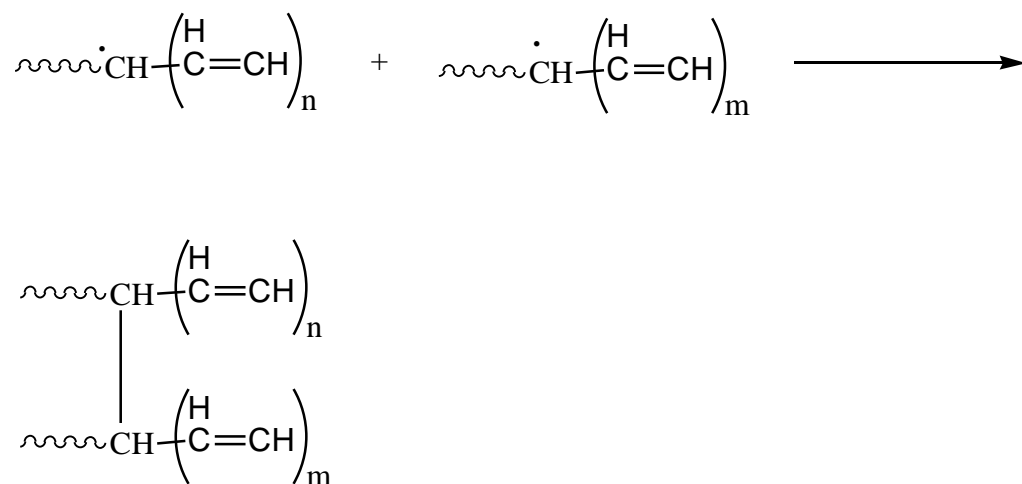 H H
·CH C=CH n + ·CH C=CH m
H
CH C=CH n
H
CH C=CH m